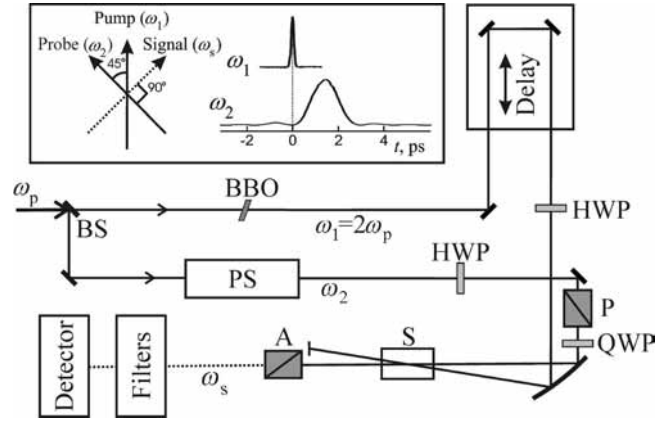 Pump (ω₁)
Probe (ω₂)
Signal (ωₛ)
45°
90°
ω₁
ω₂
-2 0 2 4 t, ps
Delay
ωₚ
BS
BBO
ω₁=2ωₚ
HWP
HWP
PS
ω₂
P
QWP
A
S
ωₛ
Filters
Detector